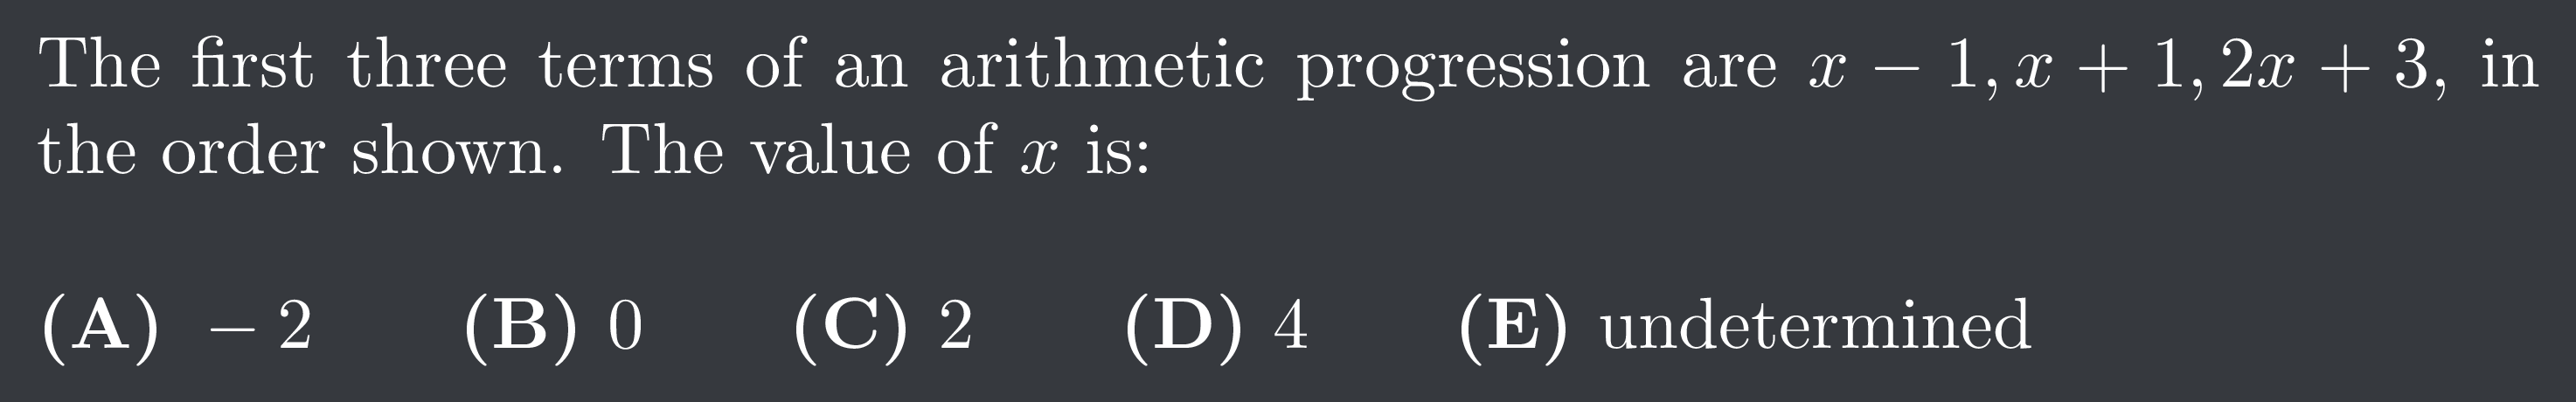 The first three terms of an arithmetic progression are x − 1, x + 1, 2x + 3, in
the order shown. The value of x is:
(A) − 2 (B) 0 (C) 2 (D) 4 (E) undetermined